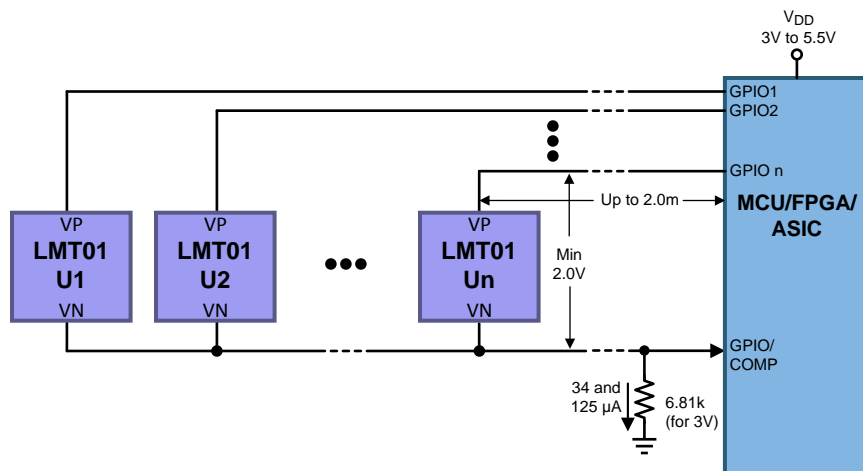 VDD
3V to 5.5V
GPIO1
GPIO2
GPIO n
Up to 2.0m
MCU/FPGA/
ASIC
VP
LMT01
U1
VN
VP
LMT01
U2
VN
VP
LMT01
Un
VN
Min
2.0V
GPIO/
COMP
34 and
125 µA
6.81k
(for 3V)